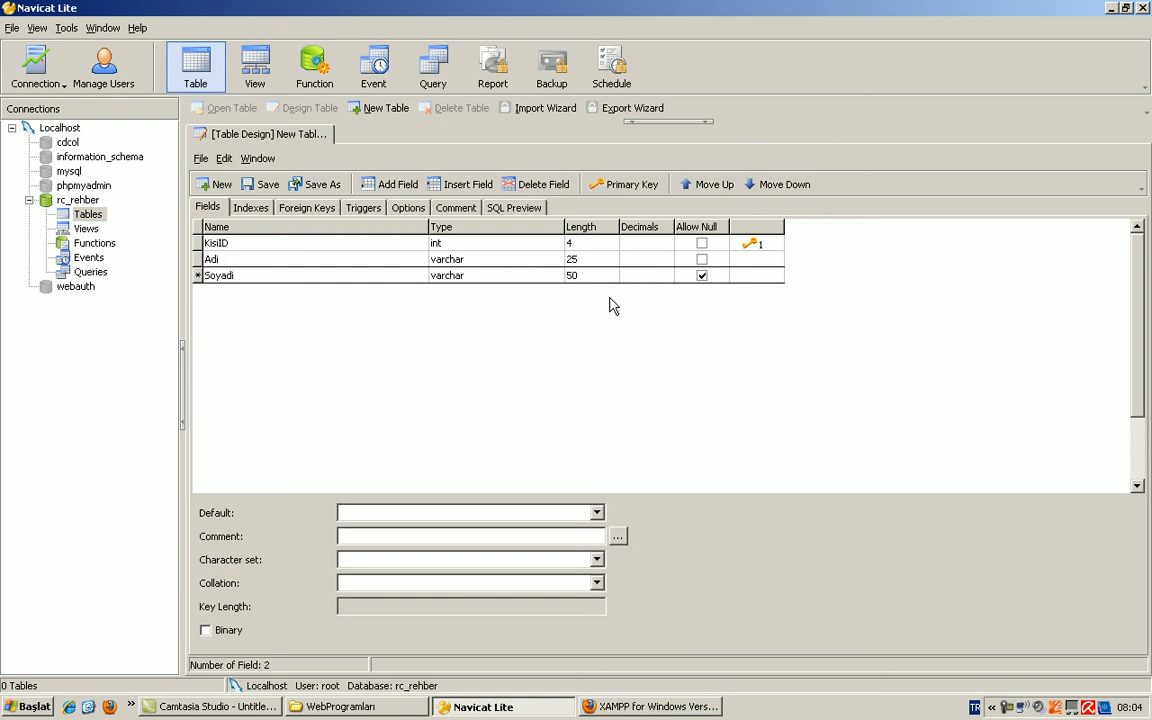 Navicat Lite
File View Tools Window Help
Connection Manage Users Table View Function Event Query Report Backup Schedule
Connections
Open Table Design Table New Table Delete Table Import Wizard Export Wizard
Localhost
cdcol
information_schema
mysql
phpmyadmin
rc_rehber
Tables
Views
Functions
Events
Queries
webauth
[Table Design] New Tabl...
File Edit Window
New Save Save As Add Field Insert Field Delete Field Primary Key Move Up Move Down
Fields Indexes Foreign Keys Triggers Options Comment SQL Preview
Name Type Length Decimals Allow Null
KisiID int 4 1
Adi varchar 25
* Soyadi varchar 50
Default:
Comment: ...
Character set:
Collation:
Key Length:
Binary
Number of Field: 2
0 Tables Localhost User: root Database: rc_rehber
Başlat » Camtasia Studio - Untitle... WebProgramları Navicat Lite XAMPP for Windows Vers... TR « 08:04